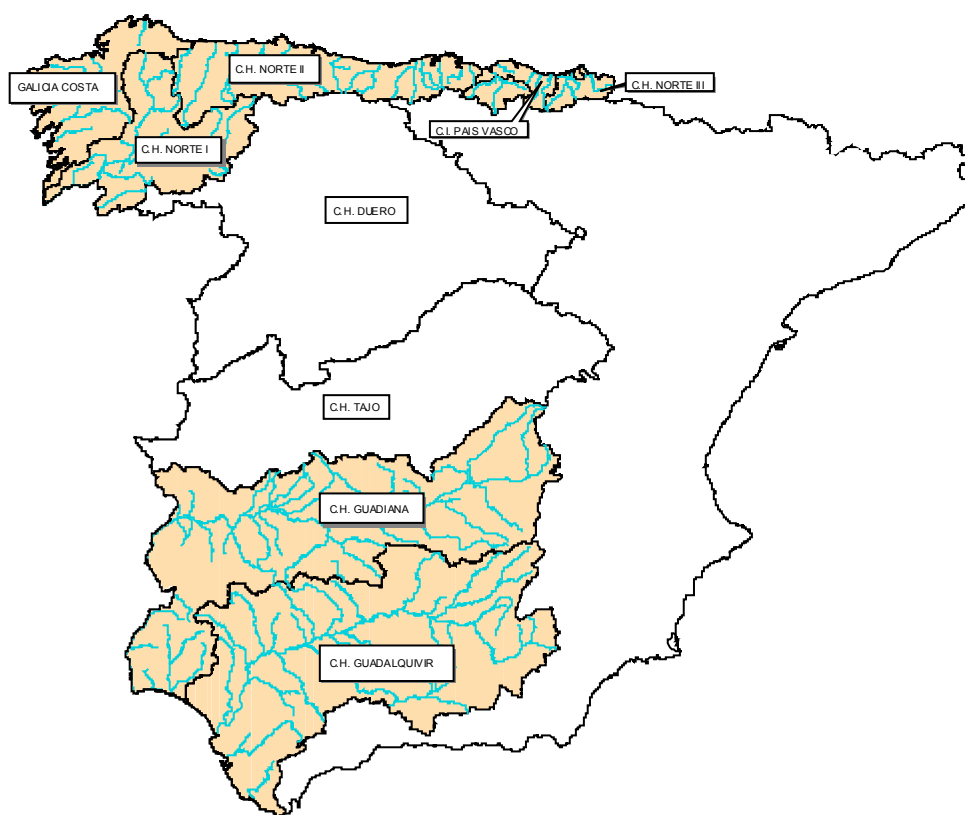 C.H. NORTE II
GALICIA COSTA
C.H. NORTE III
C.I. PAIS VASCO
C.H. NORTE I
C.H. DUERO
C.H. TAJO
C.H. GUADIANA
C.H. GUADALQUIVIR